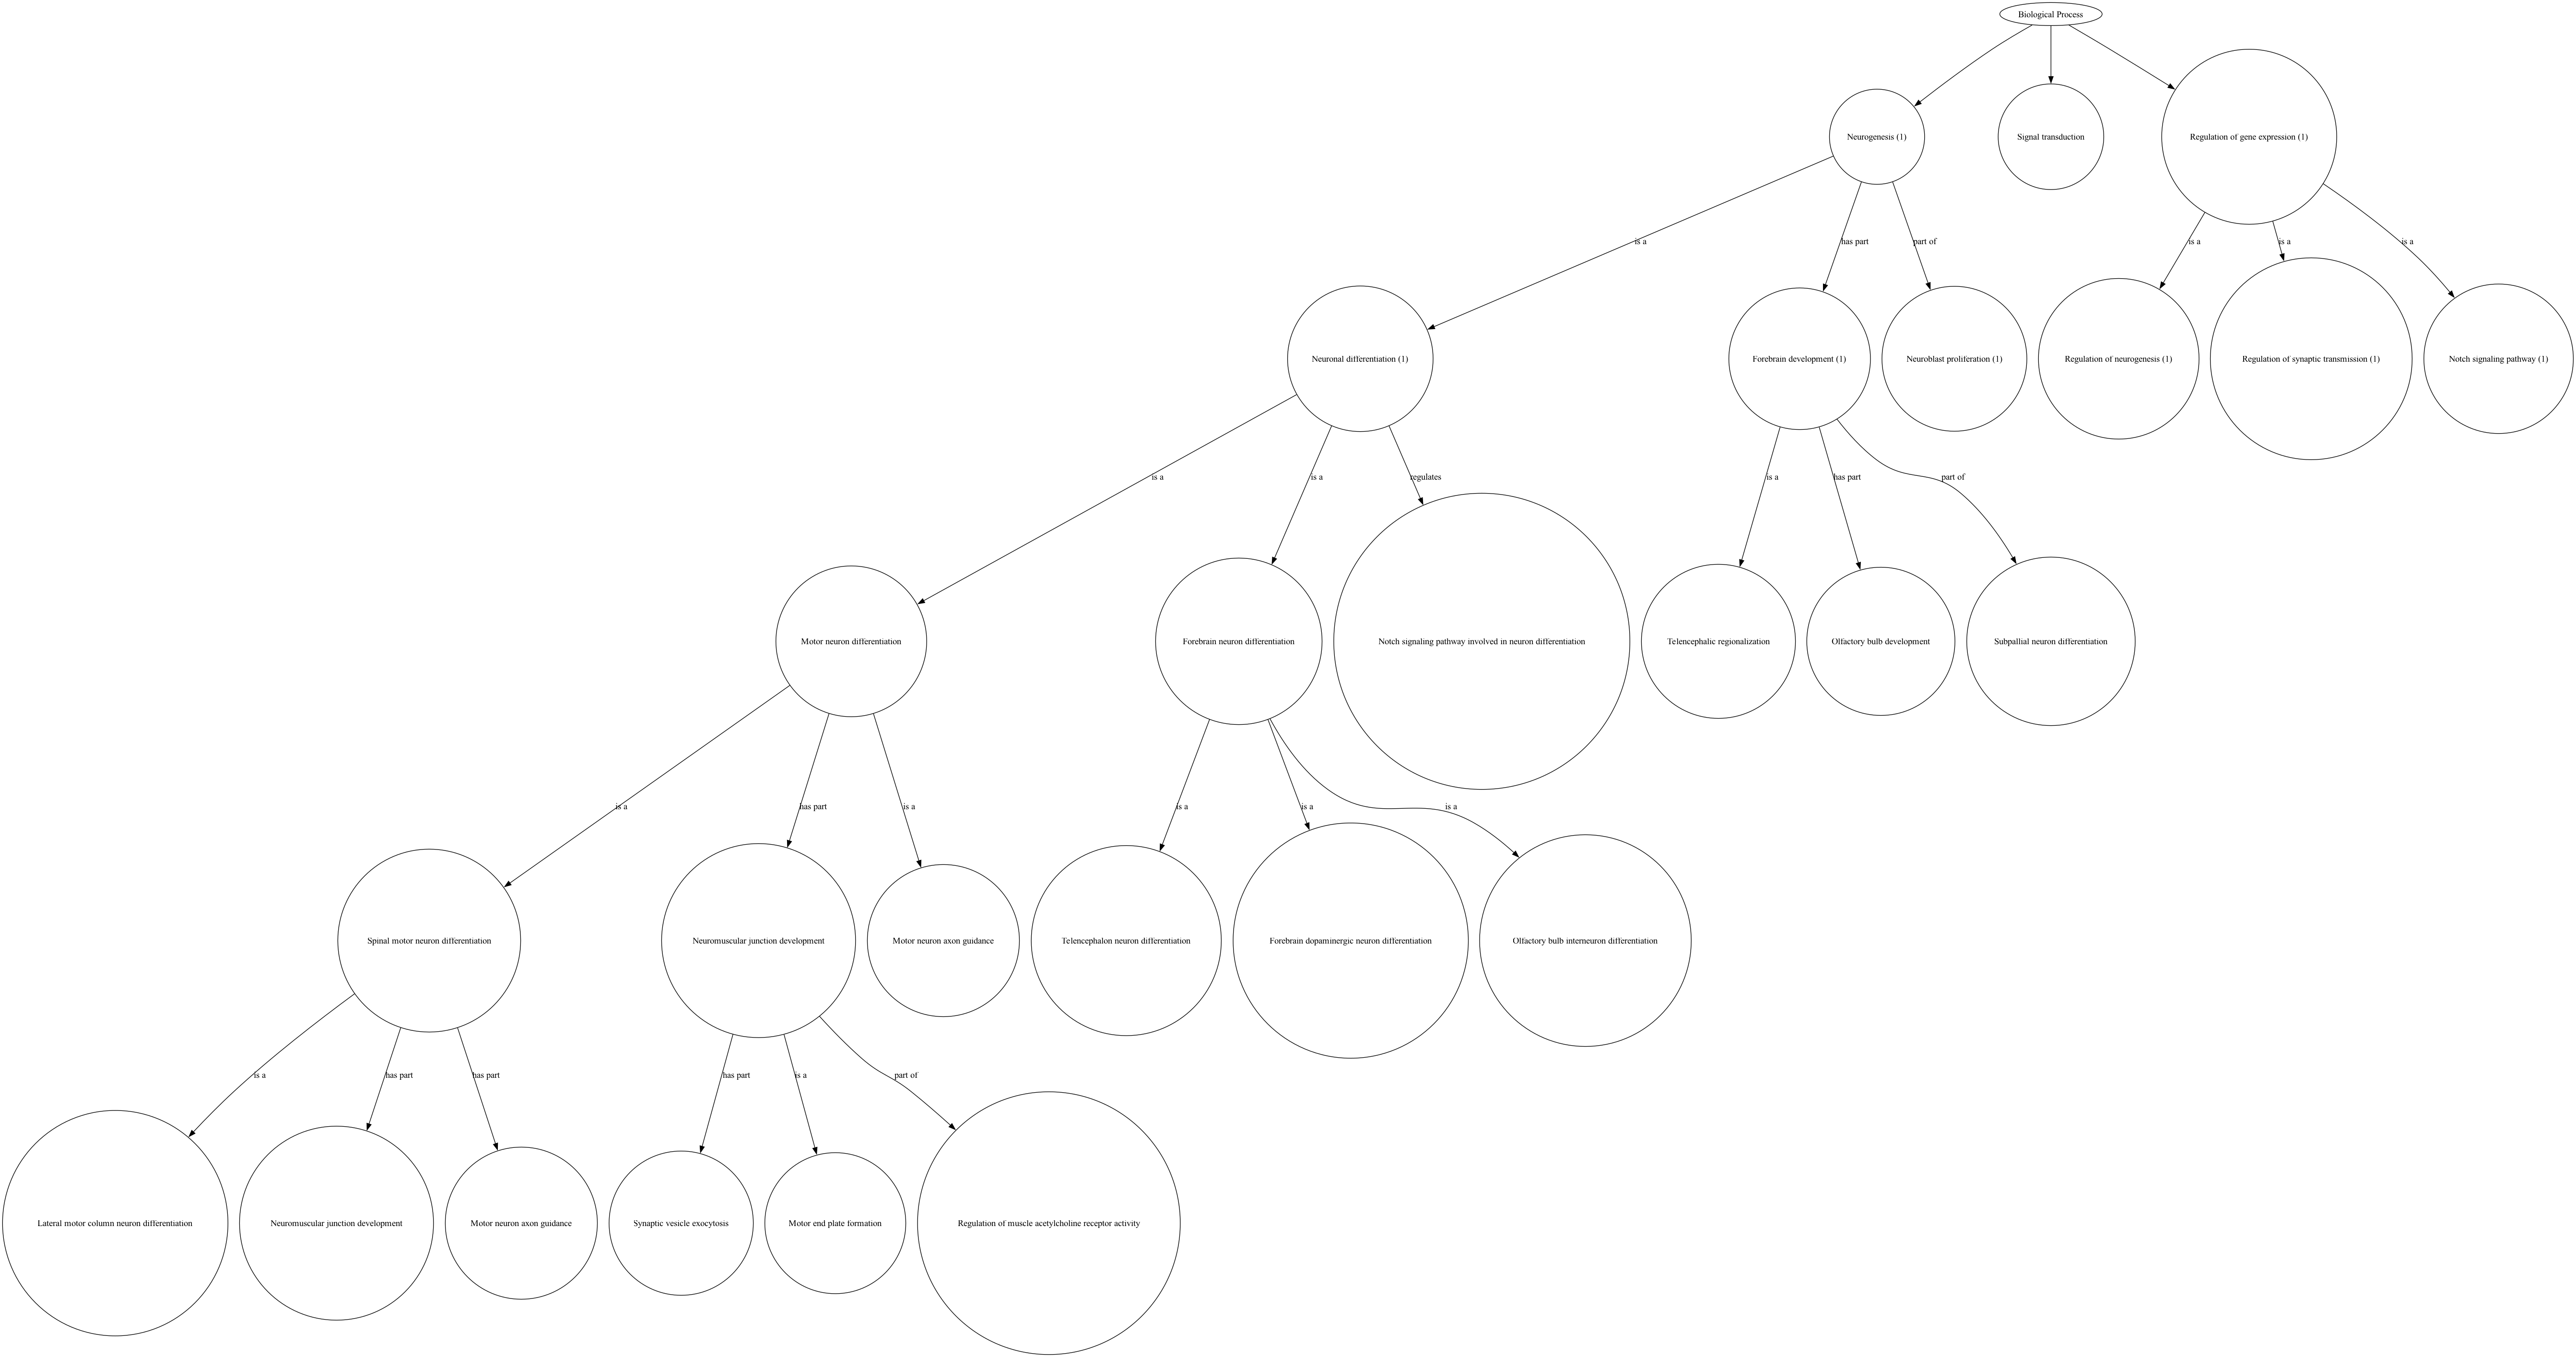 Biological Process
Neurogenesis (1)
Signal transduction
Regulation of gene expression (1)
is a
has part
part of
is a
is a
is a
Neuronal differentiation (1)
Forebrain development (1)
Neuroblast proliferation (1)
Regulation of neurogenesis (1)
Regulation of synaptic transmission (1)
Notch signaling pathway (1)
is a
is a
regulates
is a
has part
part of
Motor neuron differentiation
Forebrain neuron differentiation
Notch signaling pathway involved in neuron differentiation
Telencephalic regionalization
Olfactory bulb development
Subpallial neuron differentiation
is a
has part
is a
is a
is a
is a
Spinal motor neuron differentiation
Neuromuscular junction development
Motor neuron axon guidance
Telencephalon neuron differentiation
Forebrain dopaminergic neuron differentiation
Olfactory bulb interneuron differentiation
is a
has part
has part
has part
is a
part of
Lateral motor column neuron differentiation
Neuromuscular junction development
Motor neuron axon guidance
Synaptic vesicle exocytosis
Motor end plate formation
Regulation of muscle acetylcholine receptor activity